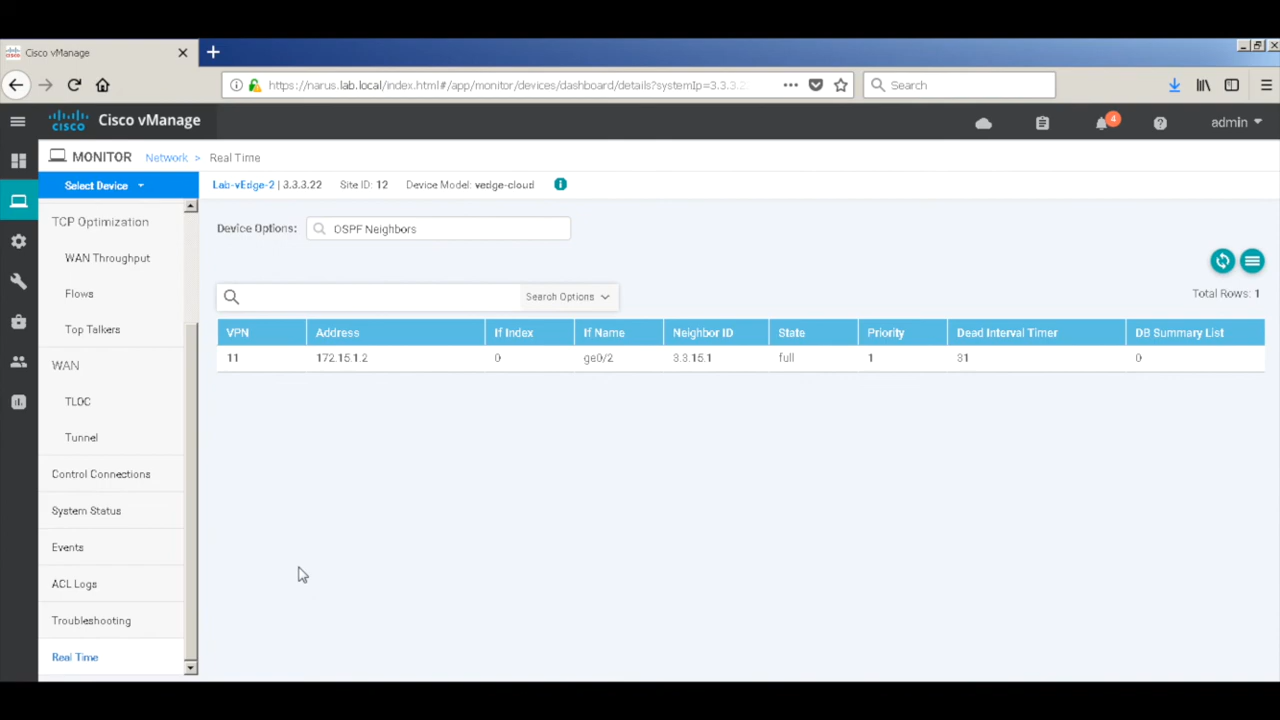 Cisco vManage
https://narus.lab.local/index.html#/app/monitor/devices/dashboard/details?systemIp=3.3.3.2
Search
CISCO Cisco vManage
4
admin
MONITOR Network > Real Time
Select Device
Lab-vEdge-2 | 3.3.3.22 Site ID: 12 Device Model: vedge-cloud
TCP Optimization
WAN Throughput
Flows
Top Talkers
WAN
TLOC
Tunnel
Control Connections
System Status
Events
ACL Logs
Troubleshooting
Real Time
Device Options: OSPF Neighbors
Search Options
Total Rows: 1
VPN Address If Index If Name Neighbor ID State Priority Dead Interval Timer DB Summary List
11 172.15.1.2 0 ge0/2 3.3.15.1 full 1 31 0